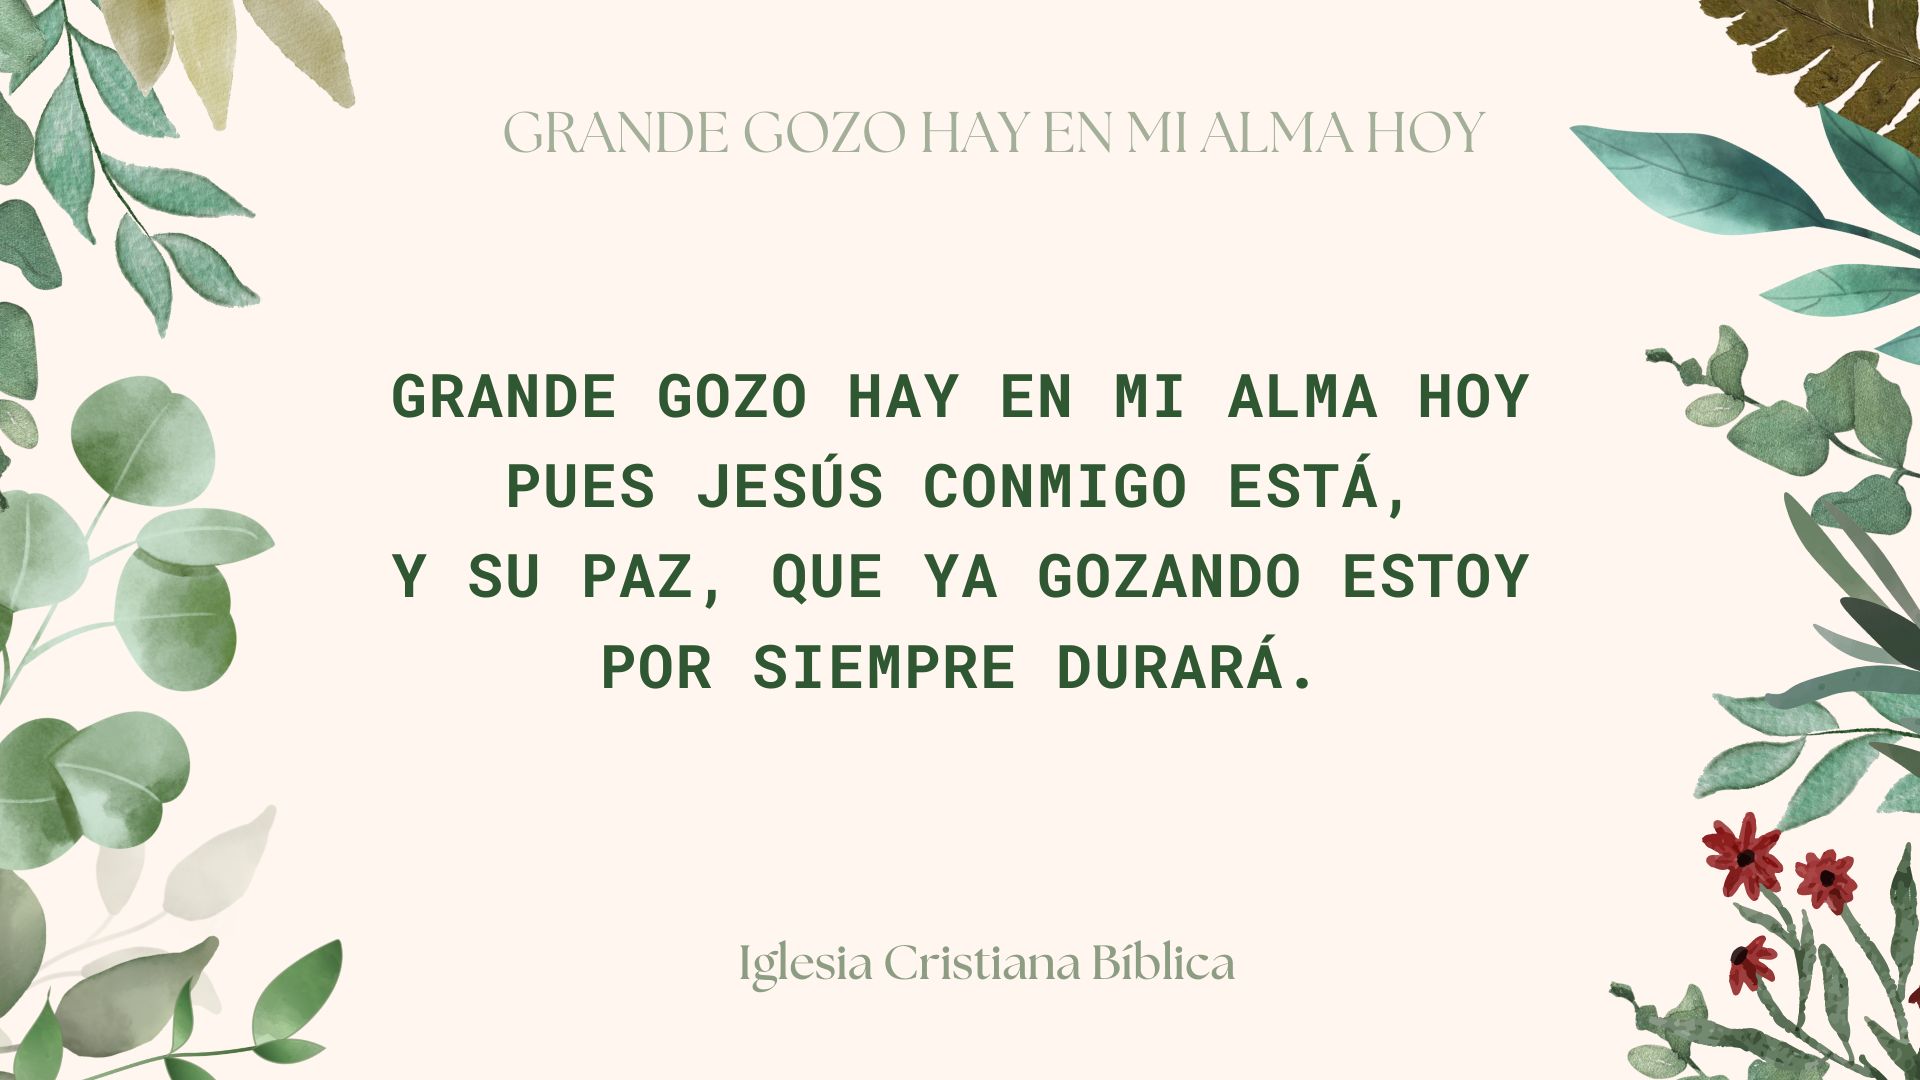 GRANDE GOZO HAY EN MI ALMA HOY
GRANDE GOZO HAY EN MI ALMA HOY
PUES JESÚS CONMIGO ESTÁ,
Y SU PAZ, QUE YA GOZANDO ESTOY
POR SIEMPRE DURARÁ.
Iglesia Cristiana Bíblica